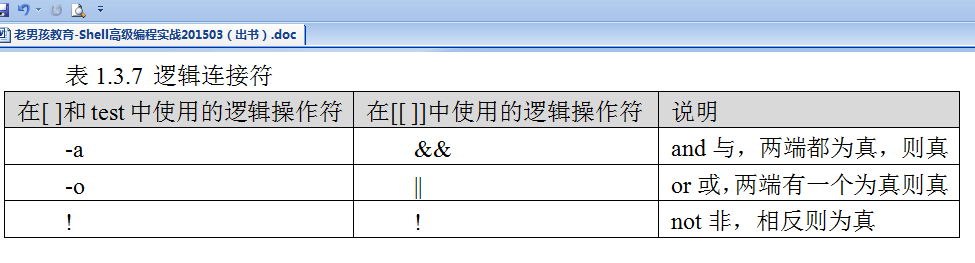 老男孩教育-Shell高级编程实战201503（出书）.doc
表 1.3.7 逻辑连接符
在[ ]和 test 中使用的逻辑操作符 在[[ ]]中使用的逻辑操作符 说明
-a && and 与，两端都为真，则真
-o || or 或，两端有一个为真则真
! ! not 非，相反则为真